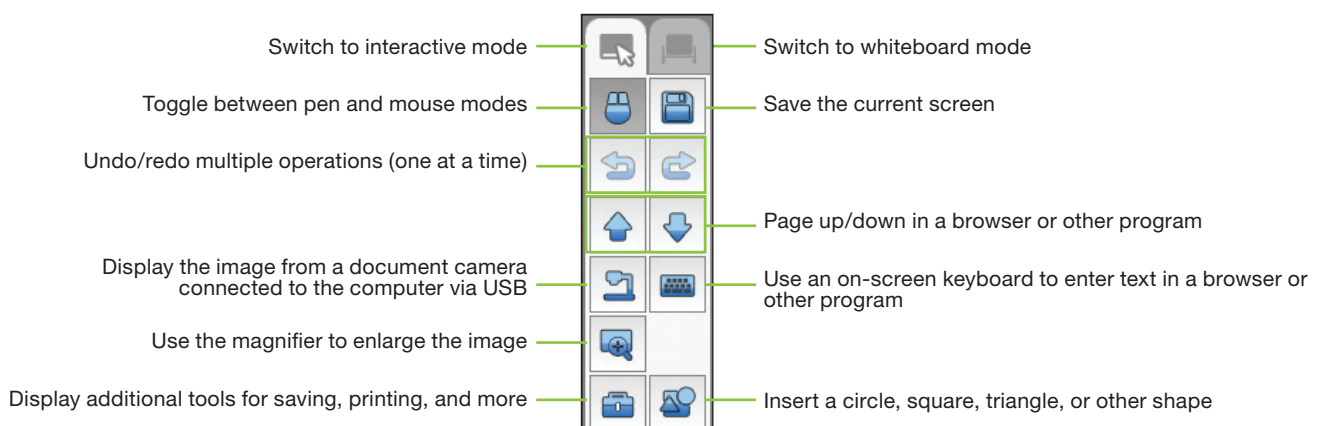 Switch to interactive mode
Switch to whiteboard mode
Toggle between pen and mouse modes
Save the current screen
Undo/redo multiple operations (one at a time)
Page up/down in a browser or other program
Display the image from a document camera
connected to the computer via USB
Use an on-screen keyboard to enter text in a browser or
other program
Use the magnifier to enlarge the image
Display additional tools for saving, printing, and more
Insert a circle, square, triangle, or other shape